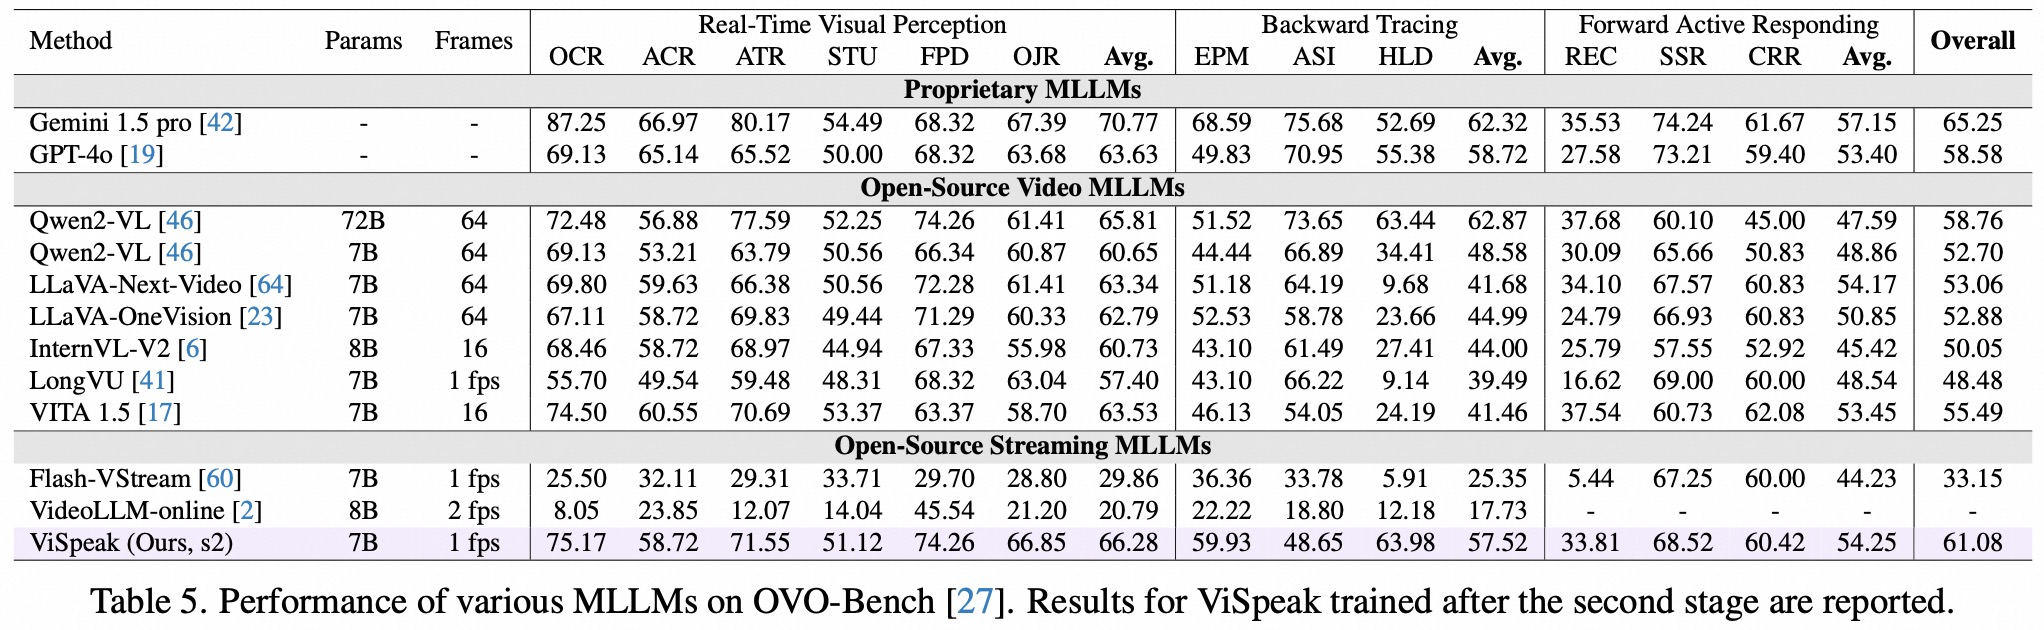 Method Params Frames Real-Time Visual Perception Backward Tracing Forward Active Responding Overall
OCR ACR ATR STU FPD OJR Avg. EPM ASI HLD Avg. REC SSR CRR Avg.
Proprietary MLLMs
Gemini 1.5 pro [42] - - 87.25 66.97 80.17 54.49 68.32 67.39 70.77 68.59 75.68 52.69 62.32 35.53 74.24 61.67 57.15 65.25
GPT-4o [19] - - 69.13 65.14 65.52 50.00 68.32 63.68 63.63 49.83 70.95 55.38 58.72 27.58 73.21 59.40 53.40 58.58
Open-Source Video MLLMs
Qwen2-VL [46] 72B 64 72.48 56.88 77.59 52.25 74.26 61.41 65.81 51.52 73.65 63.44 62.87 37.68 60.10 45.00 47.59 58.76
Qwen2-VL [46] 7B 64 69.13 53.21 63.79 50.56 66.34 60.87 60.65 44.44 66.89 34.41 48.58 30.09 65.66 50.83 48.86 52.70
LLaVA-Next-Video [64] 7B 64 69.80 59.63 66.38 50.56 72.28 61.41 63.34 51.18 64.19 9.68 41.68 34.10 67.57 60.83 54.17 53.06
LLaVA-OneVision [23] 7B 64 67.11 58.72 69.83 49.44 71.29 60.33 62.79 52.53 58.78 23.66 44.99 24.79 66.93 60.83 50.85 52.88
InternVL-V2 [6] 8B 16 68.46 58.72 68.97 44.94 67.33 55.98 60.73 43.10 61.49 27.41 44.00 25.79 57.55 52.92 45.42 50.05
LongVU [41] 7B 1 fps 55.70 49.54 59.48 48.31 68.32 63.04 57.40 43.10 66.22 9.14 39.49 16.62 69.00 60.00 48.54 48.48
VITA 1.5 [17] 7B 16 74.50 60.55 70.69 53.37 63.37 58.70 63.53 46.13 54.05 24.19 41.46 37.54 60.73 62.08 53.45 55.49
Open-Source Streaming MLLMs
Flash-VStream [60] 7B 1 fps 25.50 32.11 29.31 33.71 29.70 28.80 29.86 36.36 33.78 5.91 25.35 5.44 67.25 60.00 44.23 33.15
VideoLLM-online [2] 8B 2 fps 8.05 23.85 12.07 14.04 45.54 21.20 20.79 22.22 18.80 12.18 17.73 - - - - -
ViSpeak (Ours, s2) 7B 1 fps 75.17 58.72 71.55 51.12 74.26 66.85 66.28 59.93 48.65 63.98 57.52 33.81 68.52 60.42 54.25 61.08
Table 5. Performance of various MLLMs on OVO-Bench [27]. Results for ViSpeak trained after the second stage are reported.